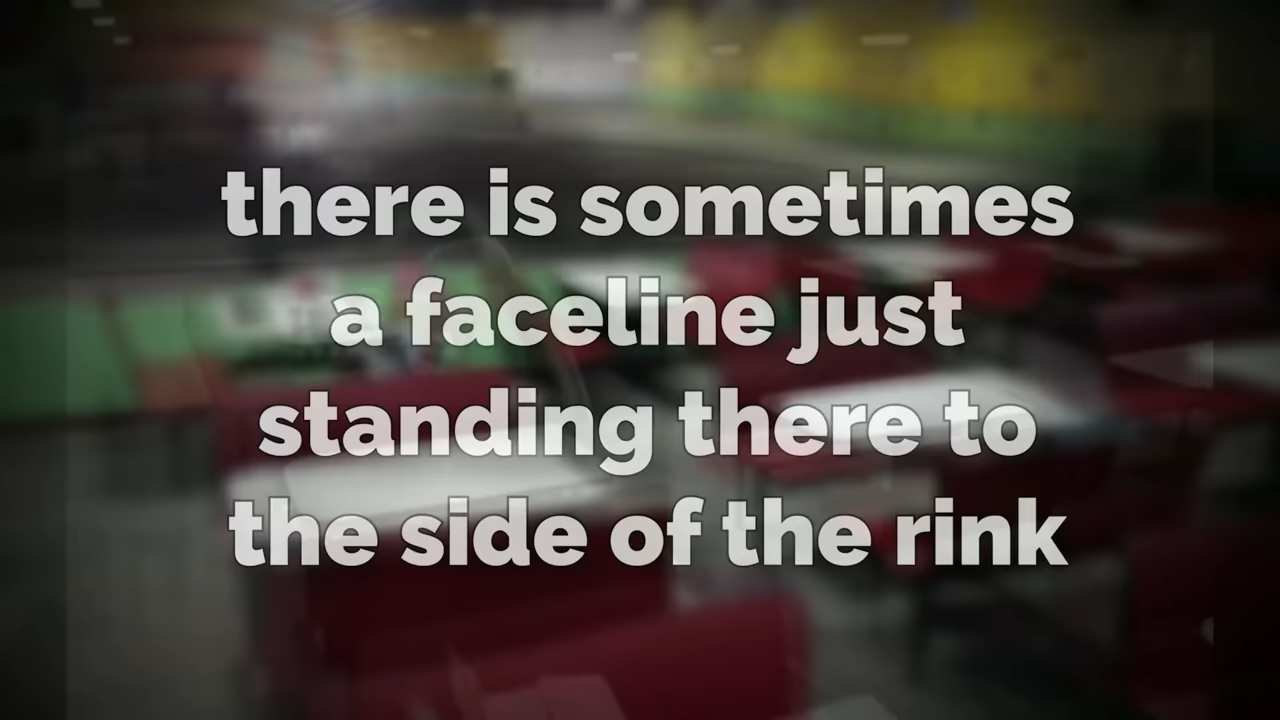 there is sometimes
a faceline just
standing there to
the side of the rink